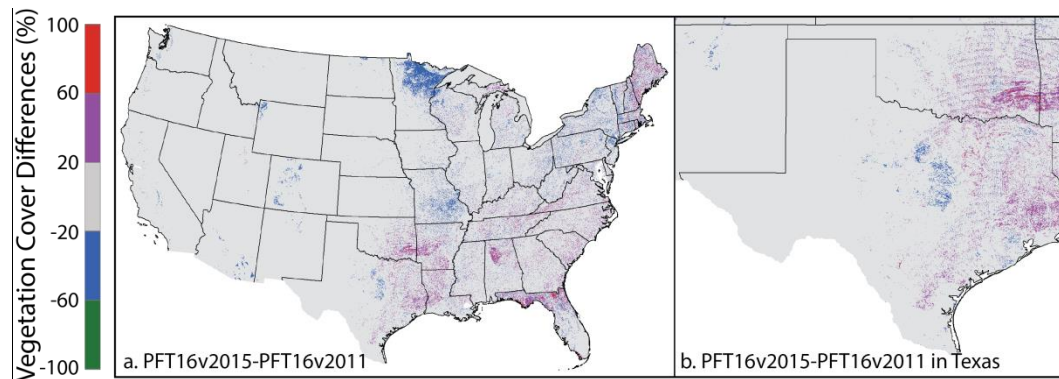 Vegetation Cover Differences (%)
100
60
20
-20
-60
-100
a. PFT16v2015-PFT16v2011
b. PFT16v2015-PFT16v2011 in Texas